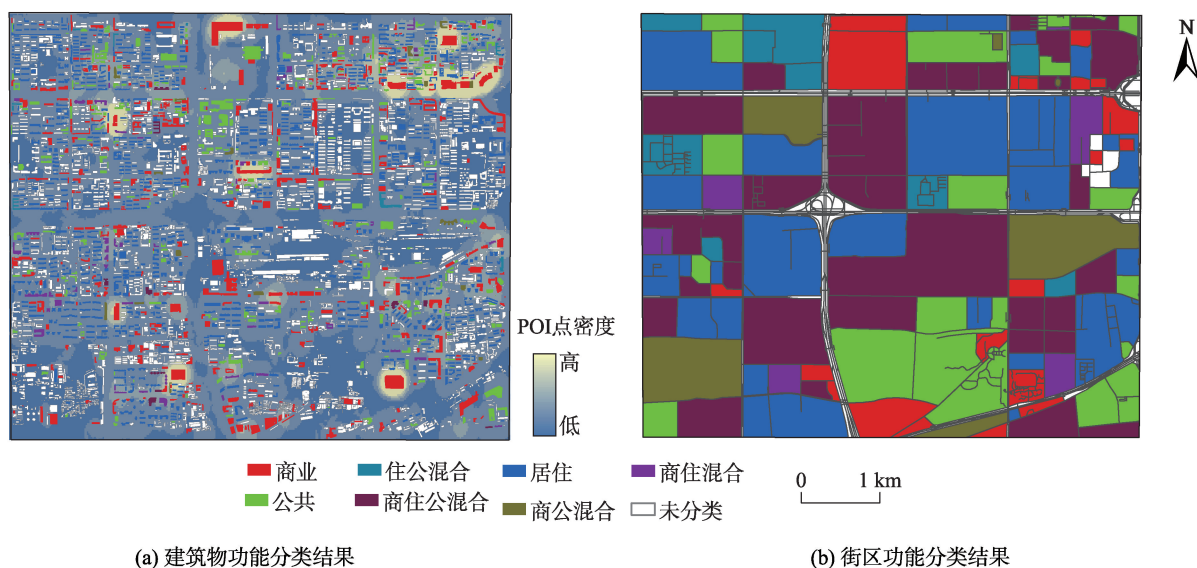 N
POI点密度
高
低
商业 住公混合 居住 商住混合
公共 商住公混合 商公混合 未分类
0 1 km
(a) 建筑物功能分类结果
(b) 街区功能分类结果